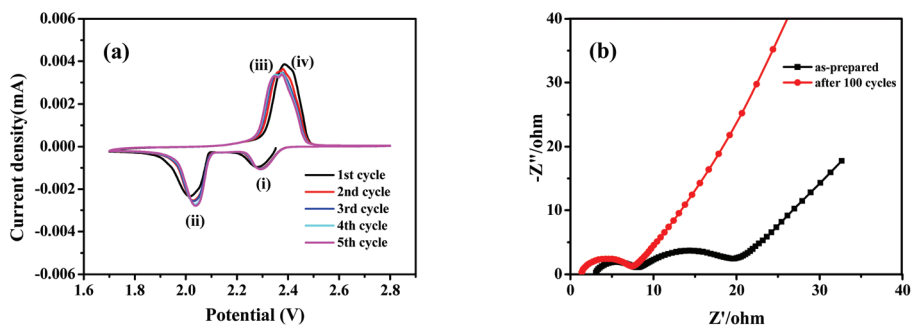 (a)
(iii)
(iv)
(i)
(ii)
1st cycle
2nd cycle
3rd cycle
4th cycle
5th cycle
Current density(mA)
0.006
0.004
0.002
0.000
-0.002
-0.004
-0.006
1.6
1.8
2.0
2.2
2.4
2.6
2.8
Potential (V)
(b)
as-prepared
after 100 cycles
-Z''/ohm
40
30
20
10
0
0
10
20
30
40
Z'/ohm